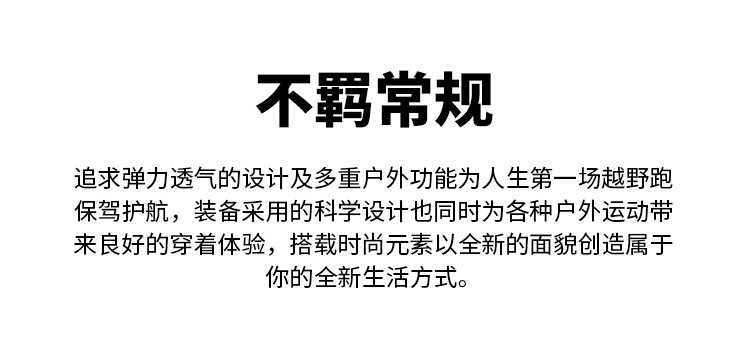 不羁常规
追求弹力透气的设计及多重户外功能为人生第一场越野跑
保驾护航，装备采用的科学设计也同时为各种户外运动带
来良好的穿着体验，搭载时尚元素以全新的面貌创造属于
你的全新生活方式。